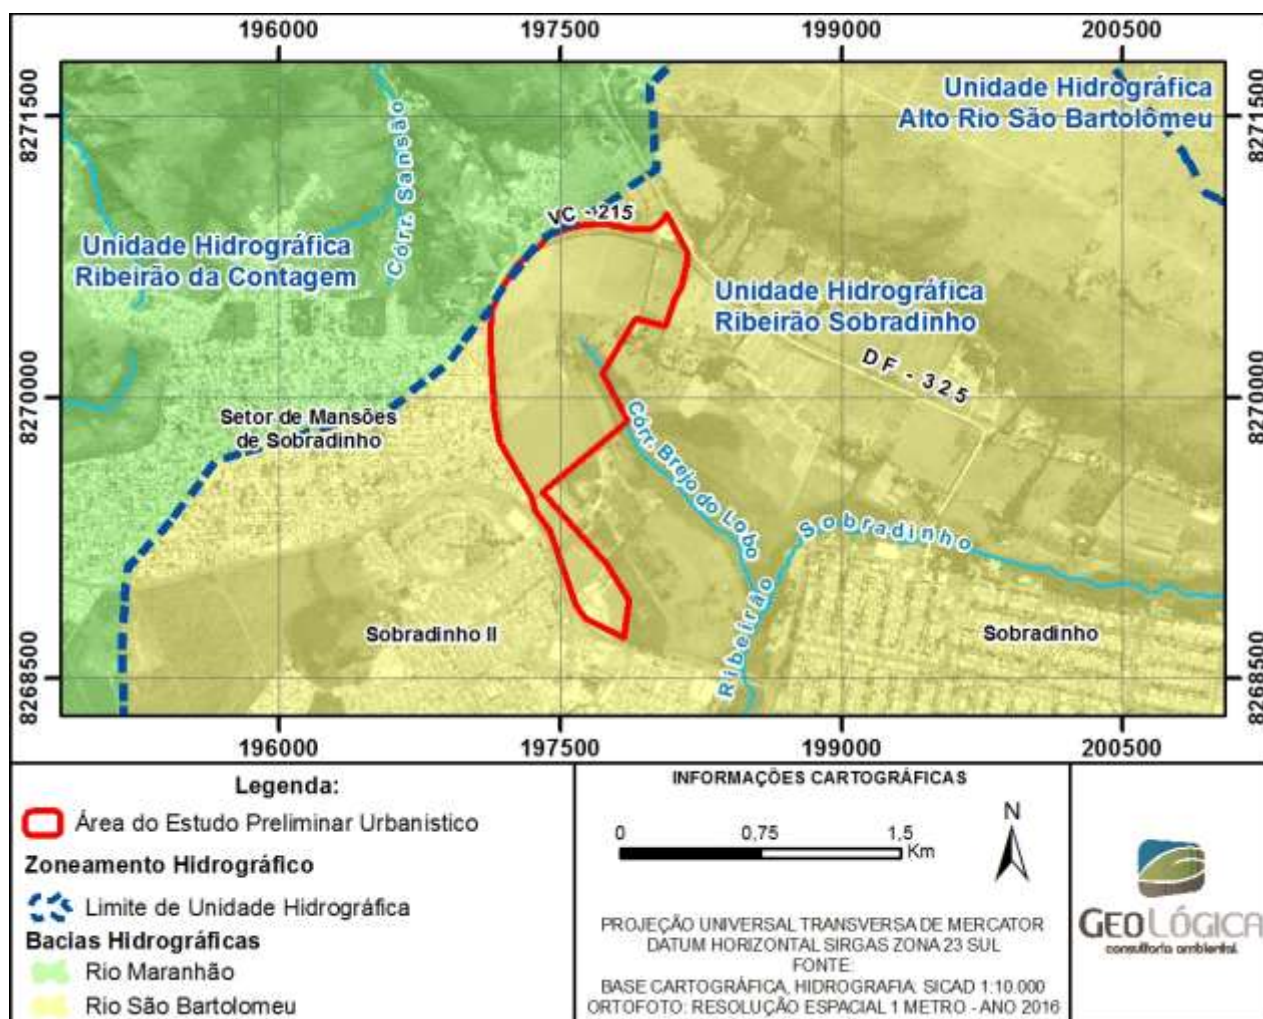 196000 197500 199000 200500
8271500
8271500
Unidade Hidrográfica
Alto Rio São Bartolômeu
Córr. Sansão
VC - 215
Unidade Hidrográfica
Ribeirão da Contagem
Unidade Hidrográfica
Ribeirão Sobradinho
DF - 325
8270000
8270000
Setor de Mansões
de Sobradinho
Córr. Brejo do Lobo
Ribeirão Sobradinho
Sobradinho II
Sobradinho
8268500
8268500
196000 197500 199000 200500
Legenda:
Área do Estudo Preliminar Urbanistico
Zoneamento Hidrográfico
Limite de Unidade Hidrográfica
Bacias Hidrográficas
Rio Maranhão
Rio São Bartolomeu
INFORMAÇÕES CARTOGRÁFICAS
0 0,75 1,5
Km
N
PROJEÇÃO UNIVERSAL TRANSVERSA DE MERCATOR
DATUM HORIZONTAL SIRGAS ZONA 23 SUL
FONTE:
BASE CARTOGRÁFICA, HIDROGRAFIA: SICAD 1:10.000
ORTOFOTO: RESOLUÇÃO ESPACIAL 1 METRO - ANO 2016
GEOLÓGICA
consultoria ambiental